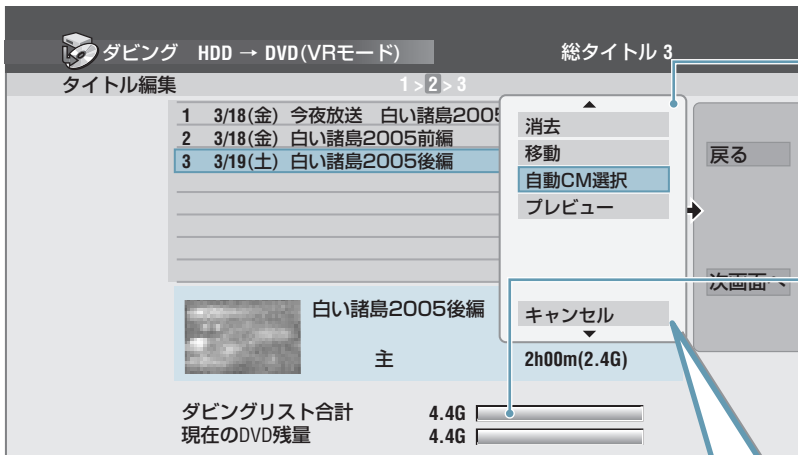 ダビング HDD → DVD(VRモード) 総タイトル 3
タイトル編集 1 > 2 > 3
1 3/18(金) 今夜放送 白い諸島2005
2 3/18(金) 白い諸島2005前編
3 3/19(土) 白い諸島2005後編
消去
移動
自動CM選択
プレビュー
キャンセル
戻る
次画面へ
白い諸島2005後編
主 2h00m(2.4G)
ダビングリスト合計 4.4G
現在のDVD残量 4.4G